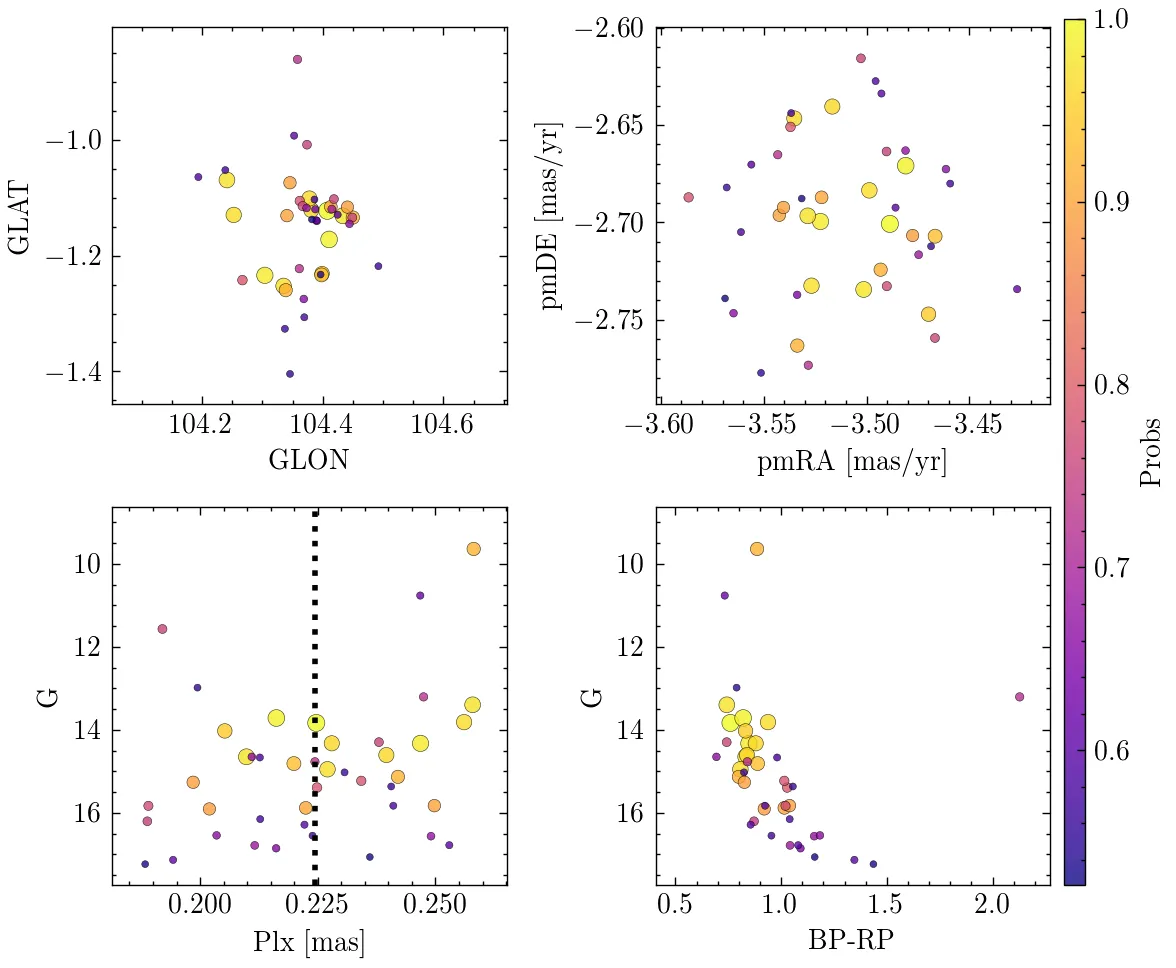 −1.0
−1.2
−1.4
GLAT
104.2 104.4 104.6
GLON
−2.60
−2.65
−2.70
−2.75
pmDE [mas/yr]
−3.60 −3.55 −3.50 −3.45
pmRA [mas/yr]
10
12
14
16
G
0.200 0.225 0.250
Plx [mas]
10
12
14
16
G
0.5 1.0 1.5 2.0
BP-RP
1.0
0.9
0.8
0.7
0.6
Probs